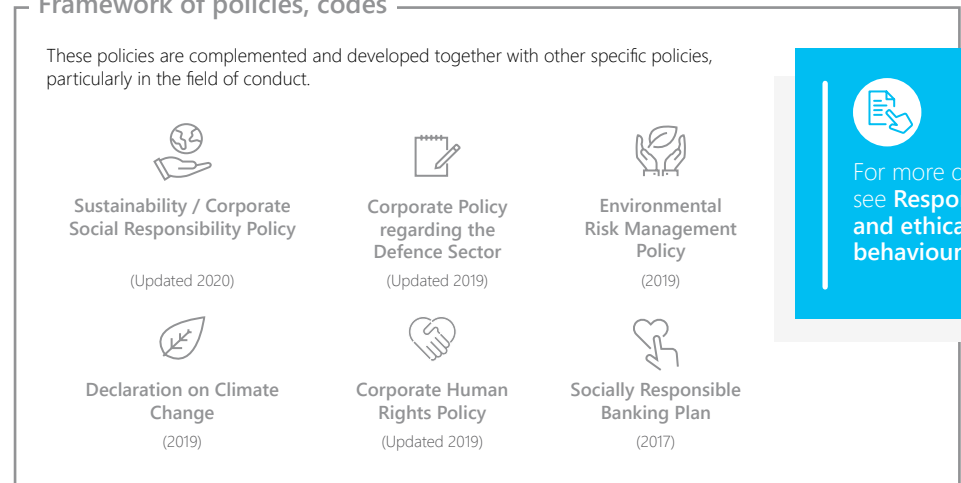 Framework of policies, codes
These policies are complemented and developed together with other specific policies,
particularly in the field of conduct.
Sustainability / Corporate
Social Responsibility Policy
(Updated 2020)
Corporate Policy
regarding the
Defence Sector
(Updated 2019)
Environmental
Risk Management
Policy
(2019)
Declaration on Climate
Change
(2019)
Corporate Human
Rights Policy
(Updated 2019)
Socially Responsible
Banking Plan
(2017)
For more
see
and
behaviour